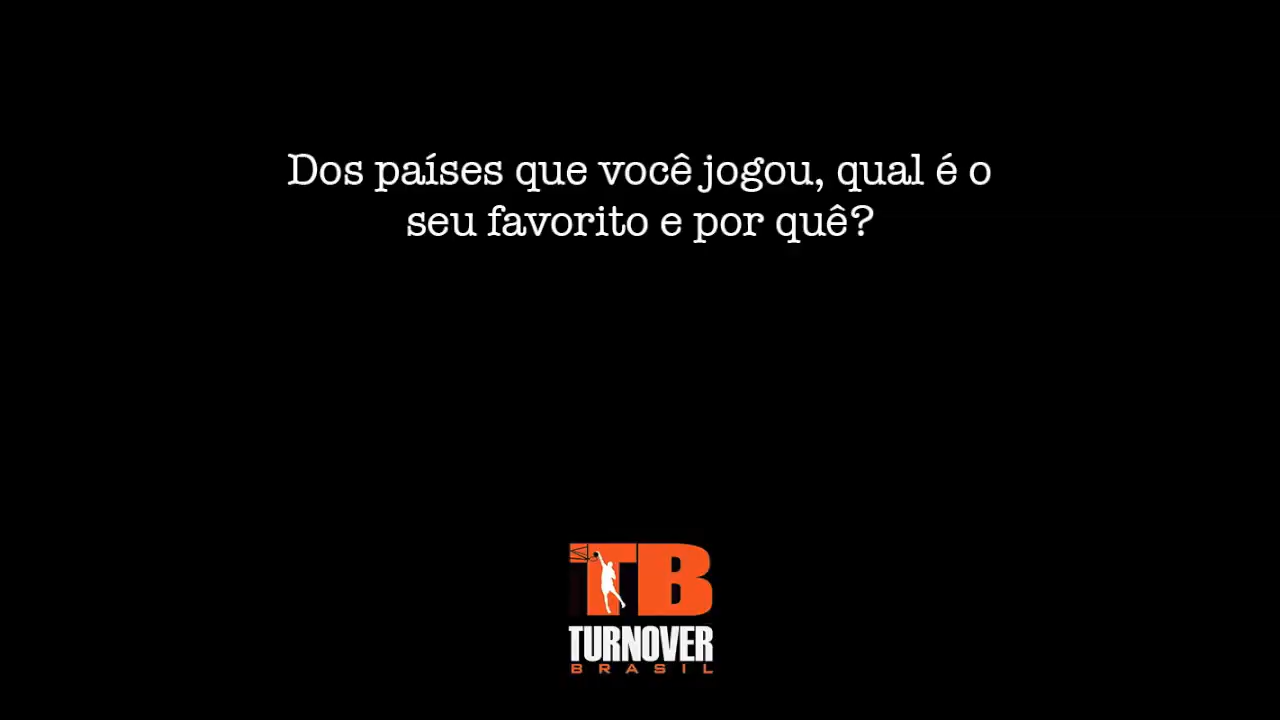 Dos países que você jogou, qual é o
seu favorito e por quê?
TB
TURNOVER
BRASIL